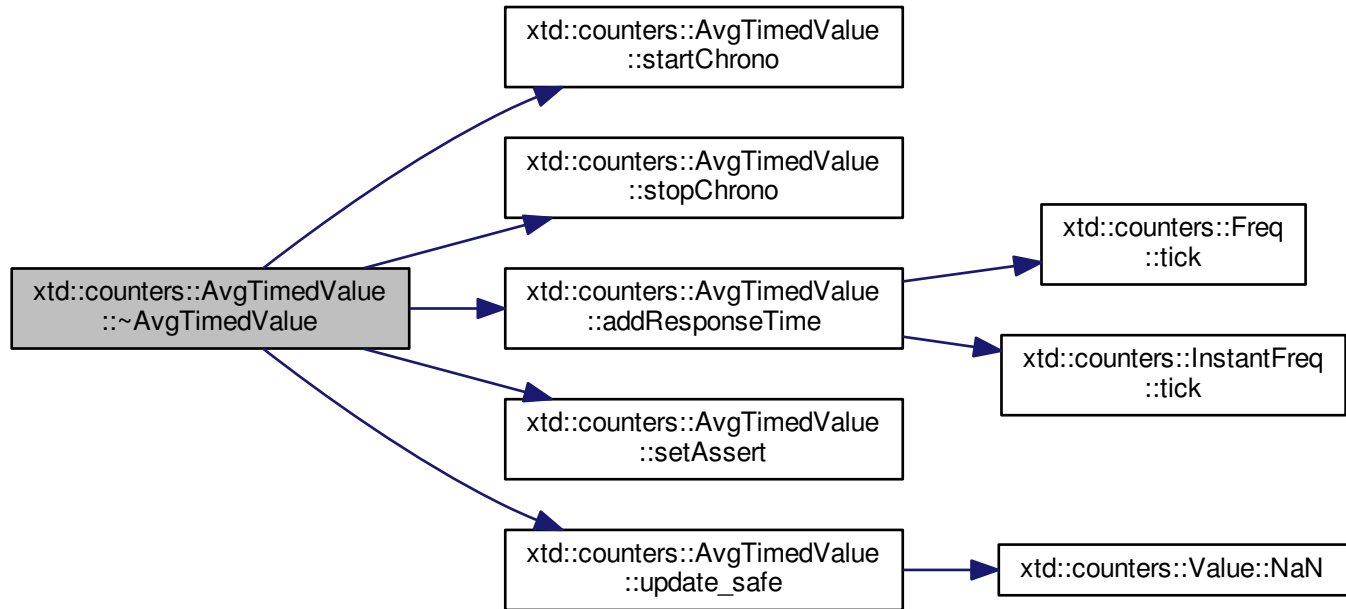 xtd::counters::AvgTimedValue
::~AvgTimedValue
xtd::counters::AvgTimedValue
::startChrono
xtd::counters::AvgTimedValue
::stopChrono
xtd::counters::AvgTimedValue
::addResponseTime
xtd::counters::AvgTimedValue
::setAssert
xtd::counters::AvgTimedValue
::update_safe
xtd::counters::Freq
::tick
xtd::counters::InstantFreq
::tick
xtd::counters::Value::NaN